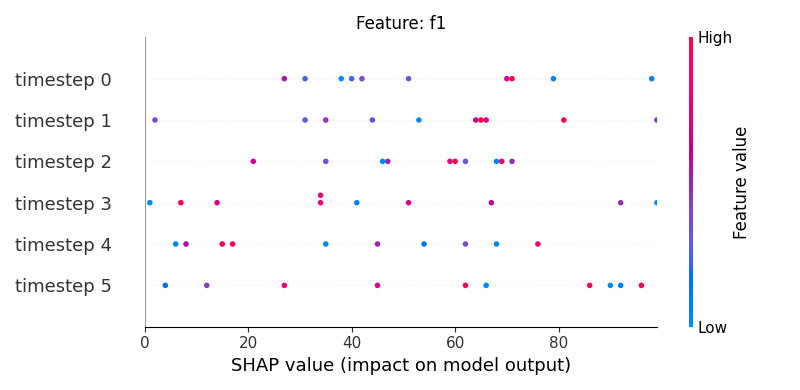 Feature: f1
High
timestep 0
timestep 1
timestep 2
timestep 3
timestep 4
timestep 5
Feature value
Low
0 20 40 60 80
SHAP value (impact on model output)